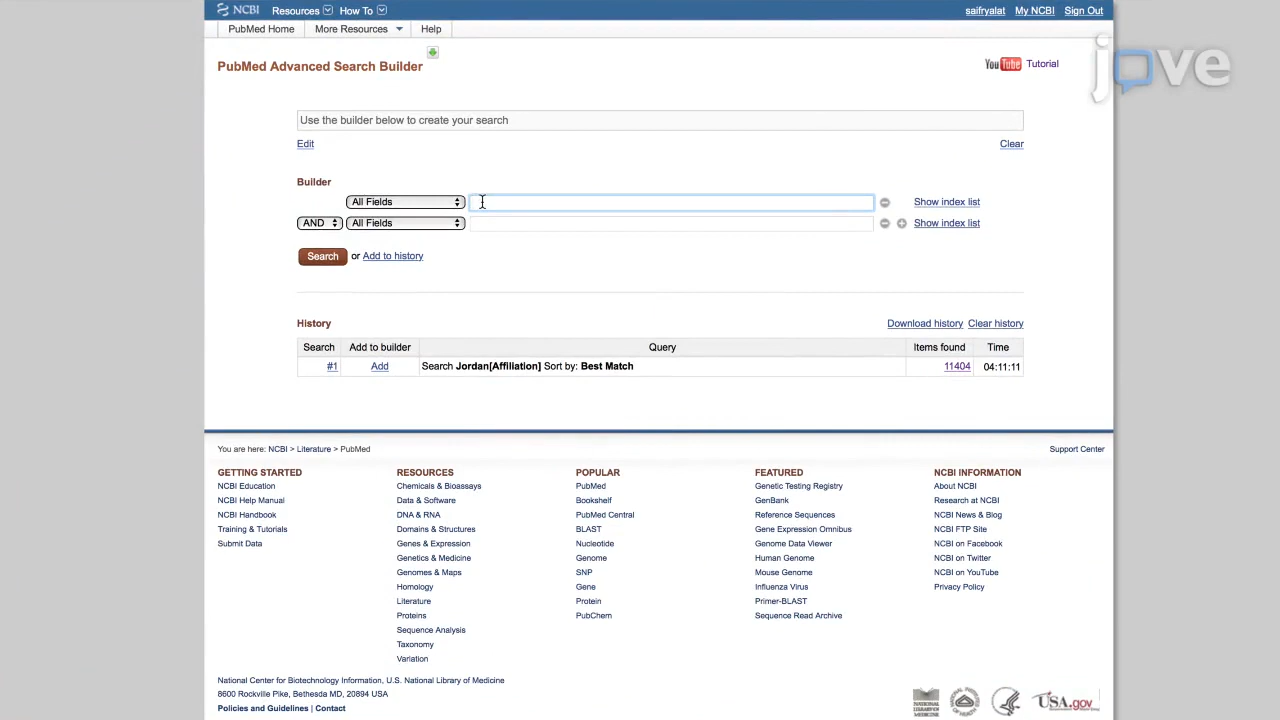 NCBI Resources How To saifryalat My NCBI Sign Out
PubMed Home More Resources Help
PubMed Advanced Search Builder
YouTube Tutorial
jove
Use the builder below to create your search
Edit Clear
Builder
All Fields Show index list
AND All Fields Show index list
Search or Add to history
History Download history Clear history
Search Add to builder Query Items found Time
#1 Add Search Jordan[Affiliation] Sort by: Best Match 11404 04:11:11
You are here: NCBI > Literature > PubMed Support Center
GETTING STARTED
NCBI Education
NCBI Help Manual
NCBI Handbook
Training & Tutorials
Submit Data
RESOURCES
Chemicals & Bioassays
Data & Software
DNA & RNA
Domains & Structures
Genes & Expression
Genetics & Medicine
Genomes & Maps
Homology
Literature
Proteins
Sequence Analysis
Taxonomy
Variation
POPULAR
PubMed
Bookshelf
PubMed Central
BLAST
Nucleotide
Genome
SNP
Gene
Protein
PubChem
FEATURED
Genetic Testing Registry
GenBank
Reference Sequences
Gene Expression Omnibus
Genome Data Viewer
Human Genome
Mouse Genome
Influenza Virus
Primer-BLAST
Sequence Read Archive
NCBI INFORMATION
About NCBI
Research at NCBI
NCBI News & Blog
NCBI FTP Site
NCBI on Facebook
NCBI on Twitter
NCBI on YouTube
Privacy Policy
National Center for Biotechnology Information, U.S. National Library of Medicine
8600 Rockville Pike, Bethesda MD, 20894 USA
Policies and Guidelines | Contact
NATIONAL LIBRARY OF MEDICINE
USA.gov